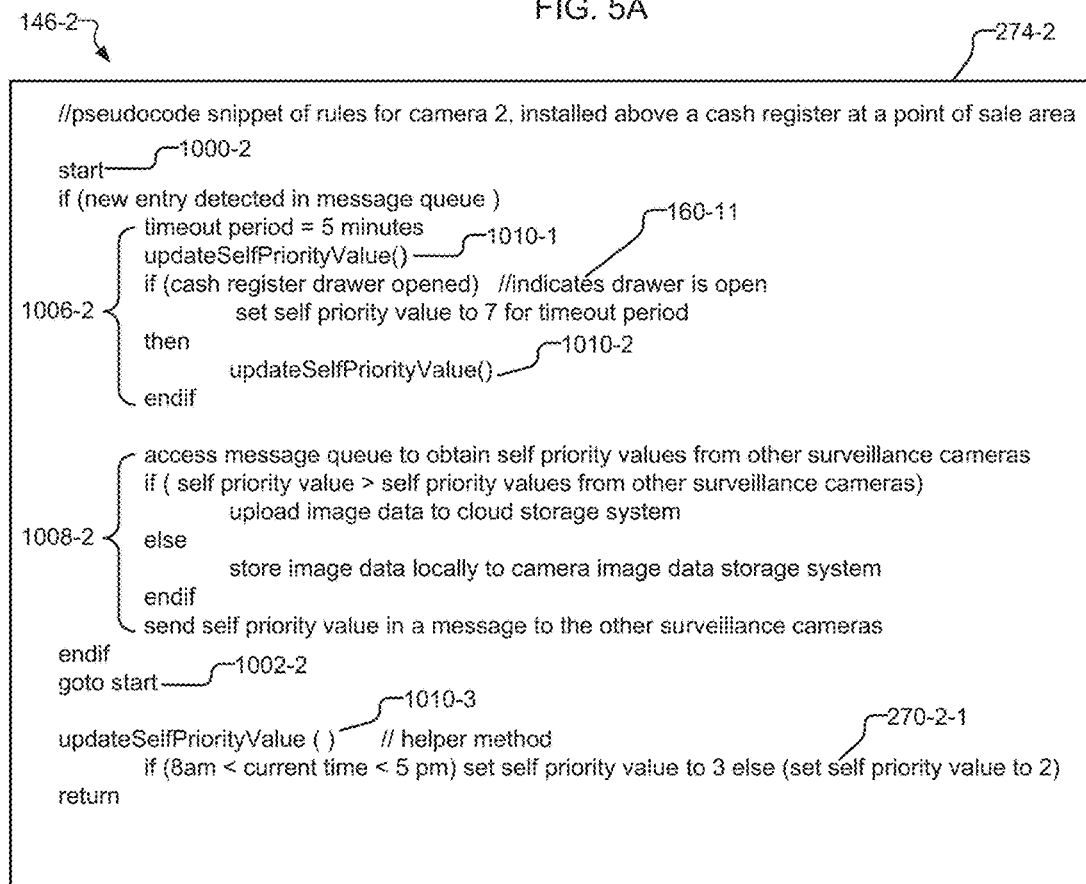 FIG. 5A
146-2
274-2
//pseudocode snippet of rules for camera 2, installed above a cash register at a point of sale area
1000-2
start
if (new entry detected in message queue )
160-11
timeout period = 5 minutes
1010-1
updateSelfPriorityValue()
if (cash register drawer opened) //indicates drawer is open
1006-2
set self priority value to 7 for timeout period
then
1010-2
updateSelfPriorityValue()
endif
access message queue to obtain self priority values from other surveillance cameras
if ( self priority value > self priority values from other surveillance cameras)
upload image data to cloud storage system
1008-2
else
store image data locally to camera image data storage system
endif
send self priority value in a message to the other surveillance cameras
endif
1002-2
goto start
1010-3
270-2-1
updateSelfPriorityValue ( ) // helper method
if (8am < current time < 5 pm) set self priority value to 3 else (set self priority value to 2)
return